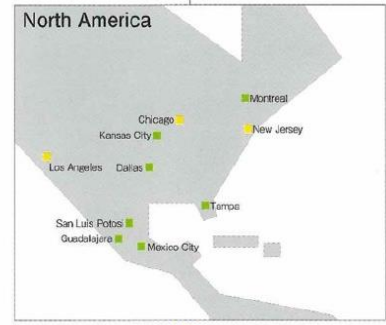 North America
Montreal
Chicago
New Jersey
Kansas City
Los Angeles
Dallas
Tampa
San Luis Potosi
Guadalajara
Mexico City